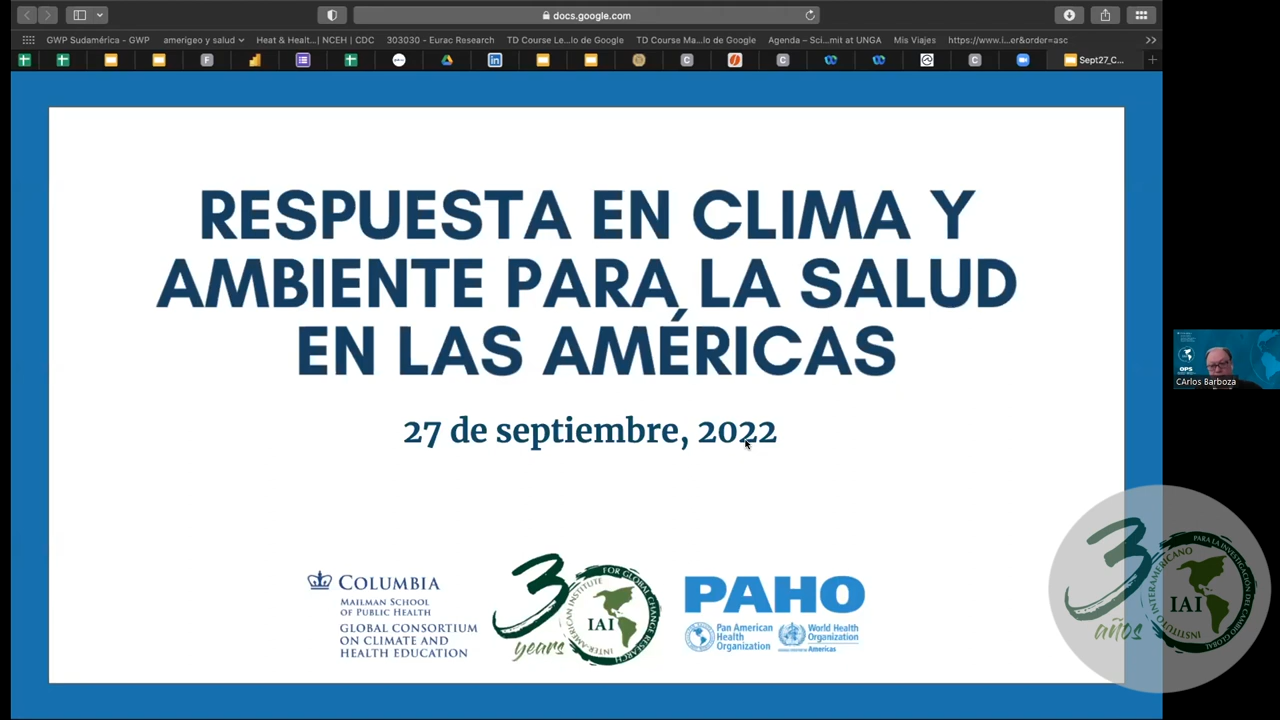 docs.google.com
GWP Sudamérica - GWP
amerigeo y salud
Heat & Healt...| NCEH | CDC
303030 - Eurac Research
TD Course Le...lo de Google
TD Course Ma...lo de Google
Agenda – Sci...mit at UNGA
Mis Viajes
https://www.i...er&order=asc
Sept27_C...
RESPUESTA EN CLIMA Y
AMBIENTE PARA LA SALUD
EN LAS AMÉRICAS
27 de septiembre, 2022
COLUMBIA
MAILMAN SCHOOL
OF PUBLIC HEALTH
GLOBAL CONSORTIUM
ON CLIMATE AND
HEALTH EDUCATION
30 years
INTER-AMERICAN INSTITUTE FOR GLOBAL CHANGE RESEARCH
IAI
PAHO
Pan American
Health
Organization
World Health
Organization
Americas
OPS
CArlos Barboza
30 años
INSTITUTO INTERAMERICANO PARA LA INVESTIGACIÓN DEL CAMBIO GLOBAL
IAI